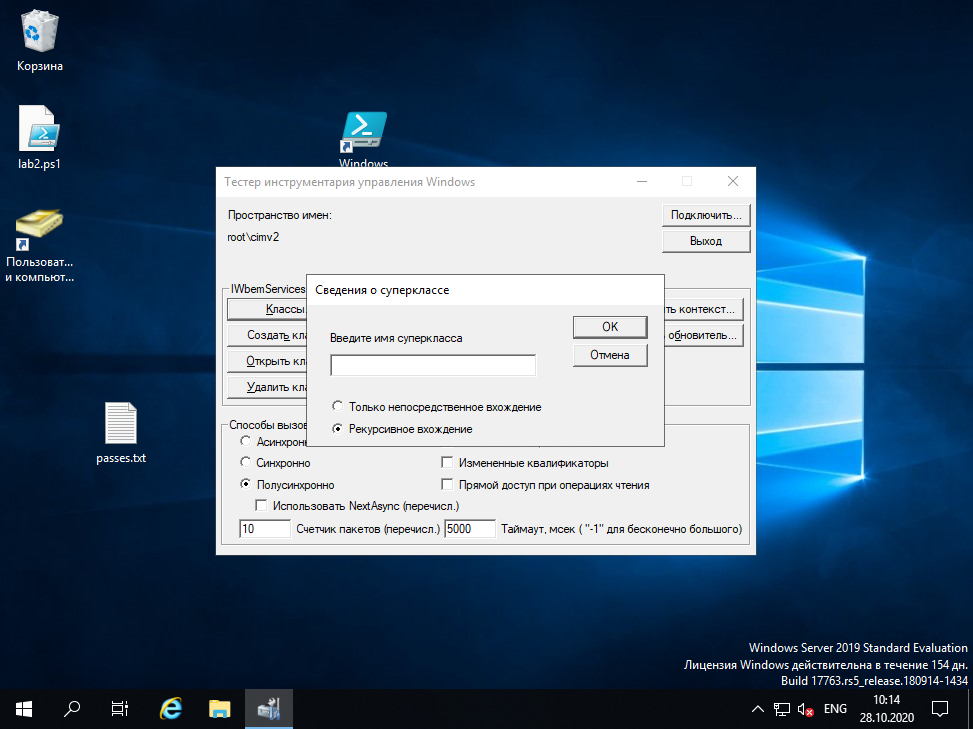 Корзина
lab2.ps1
Windows
Пользоват...
и компьют...
passes.txt
Тестер инструментария управления Windows
Пространство имен:
root\cimv2
Подключить...
Выход
IWbemServices
Классы
Создать кла
Открыть кл
Удалить кла
ть контекст...
обновитель...
Сведения о суперклассе
Введите имя суперкласса
OK
Отмена
Только непосредственное вхождение
Рекурсивное вхождение
Способы вызов
Асинхронн
Синхронно
Полусинхронно
Использовать NextAsync (перечисл.)
Измененные квалификаторы
Прямой доступ при операциях чтения
10 Счетчик пакетов (перечисл.) 5000 Таймаут, мсек ( "-1" для бесконечно большого)
Windows Server 2019 Standard Evaluation
Лицензия Windows действительна в течение 154 дн.
Build 17763.rs5_release.180914-1434
ENG
10:14
28.10.2020